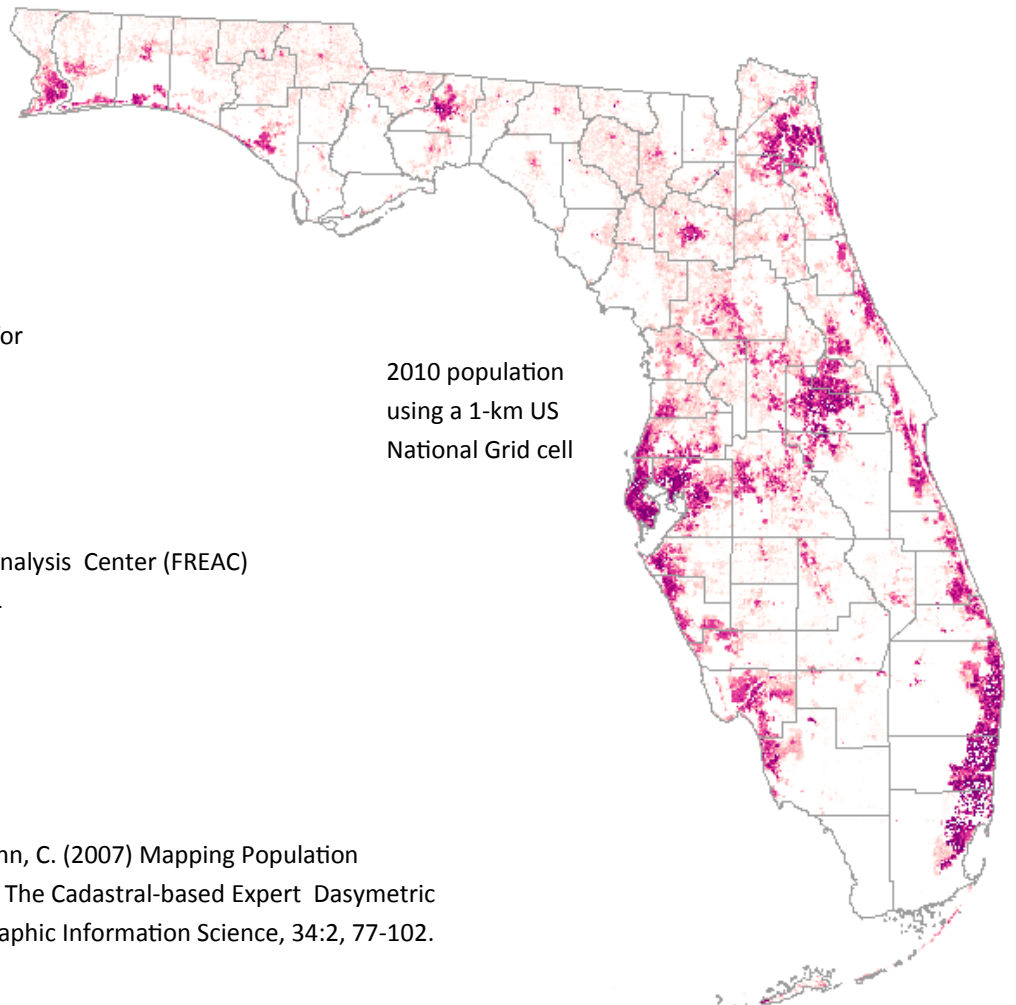 or
2010 population
using a 1-km US
National Grid cell
nalysis Center (FREAC)
nn, C. (2007) Mapping Population
The Cadastral-based Expert Dasymetric
aphic Information Science, 34:2, 77-102.